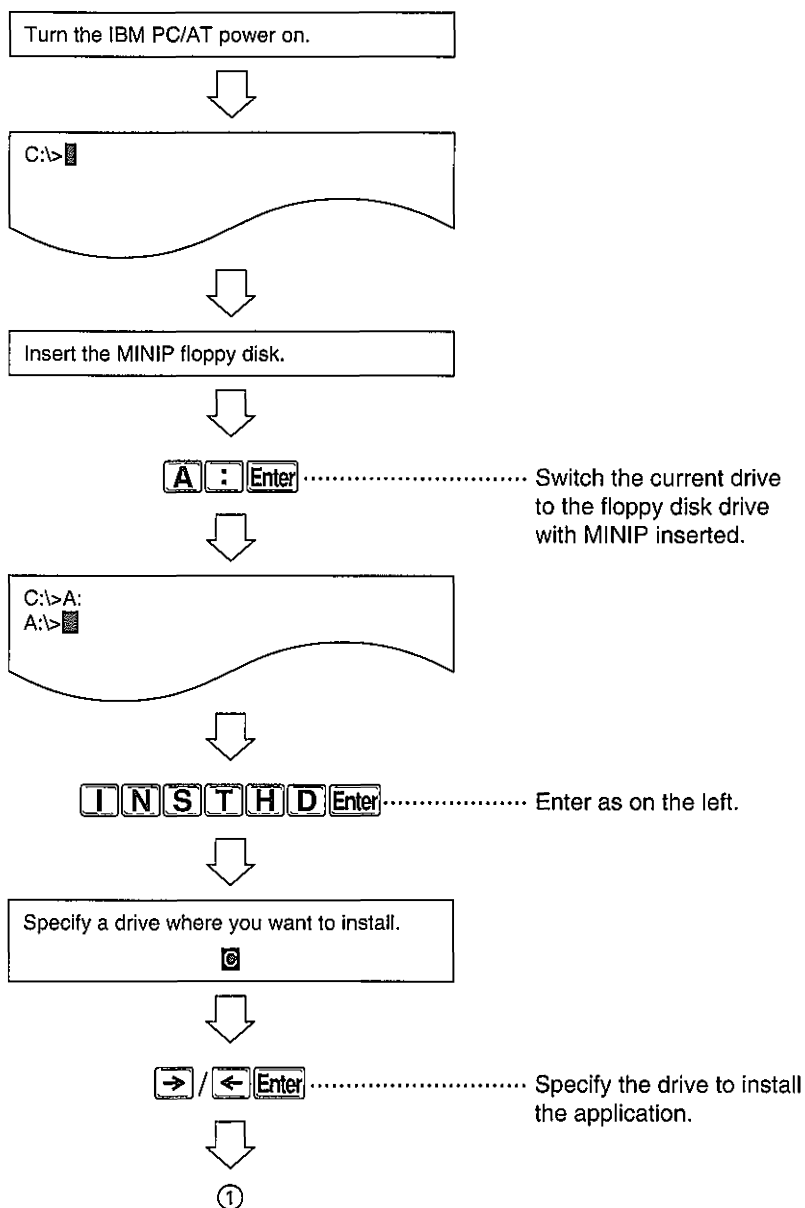 Turn the IBM PC/AT power on.
C:\>
Insert the MINIP floppy disk.
A : Enter ........................... Switch the current drive
to the floppy disk drive
with MINIP inserted.
C:\>A:
A:\>
I N S T H D Enter ................. Enter as on the left.
Specify a drive where you want to install.
C
→ / ← Enter .......................... Specify the drive to install
the application.
①